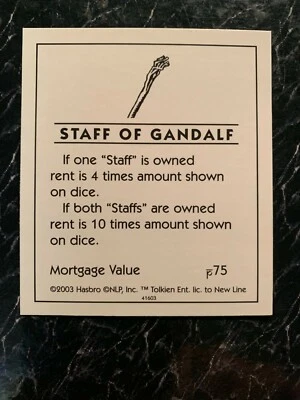 STAFF OF GANDALF
If one "Staff" is owned
rent is 4 times amount shown
on dice.
If both "Staffs" are owned
rent is 10 times amount shown
on dice.
Mortgage Value 75
©2003 Hasbro ©NLP, Inc. ™ Tolkien Ent. lic. to New Line
41603